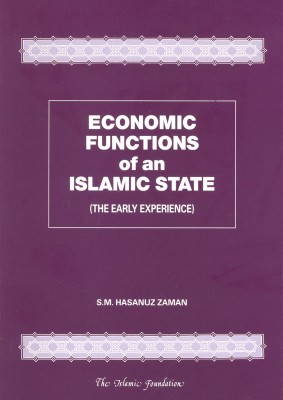 ECONOMIC
FUNCTIONS
of an
ISLAMIC STATE
(THE EARLY EXPERIENCE)
S.M. HASANUZ ZAMAN
The Islamic Foundation